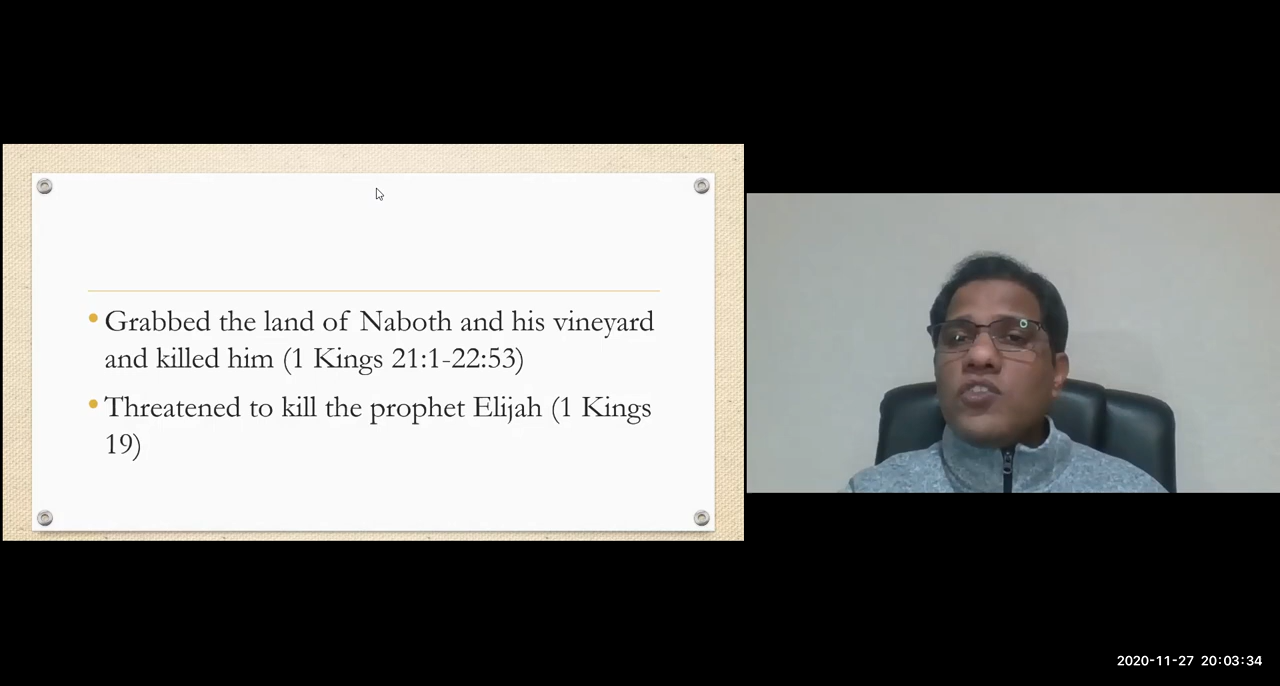 • Grabbed the land of Naboth and his vineyard
and killed him (1 Kings 21:1-22:53)
• Threatened to kill the prophet Elijah (1 Kings
19)
2020-11-27 20:03:34